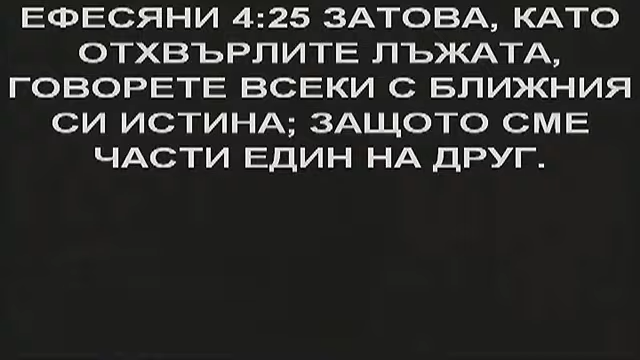 ЕФЕСЯНИ 4:25 ЗАТОВА, КАТО
ОТХВЪРЛИТЕ ЛЪЖАТА,
ГОВОРЕТЕ ВСЕКИ С БЛИЖНИЯ
СИ ИСТИНА; ЗАЩОТО СМЕ
ЧАСТИ ЕДИН НА ДРУГ.